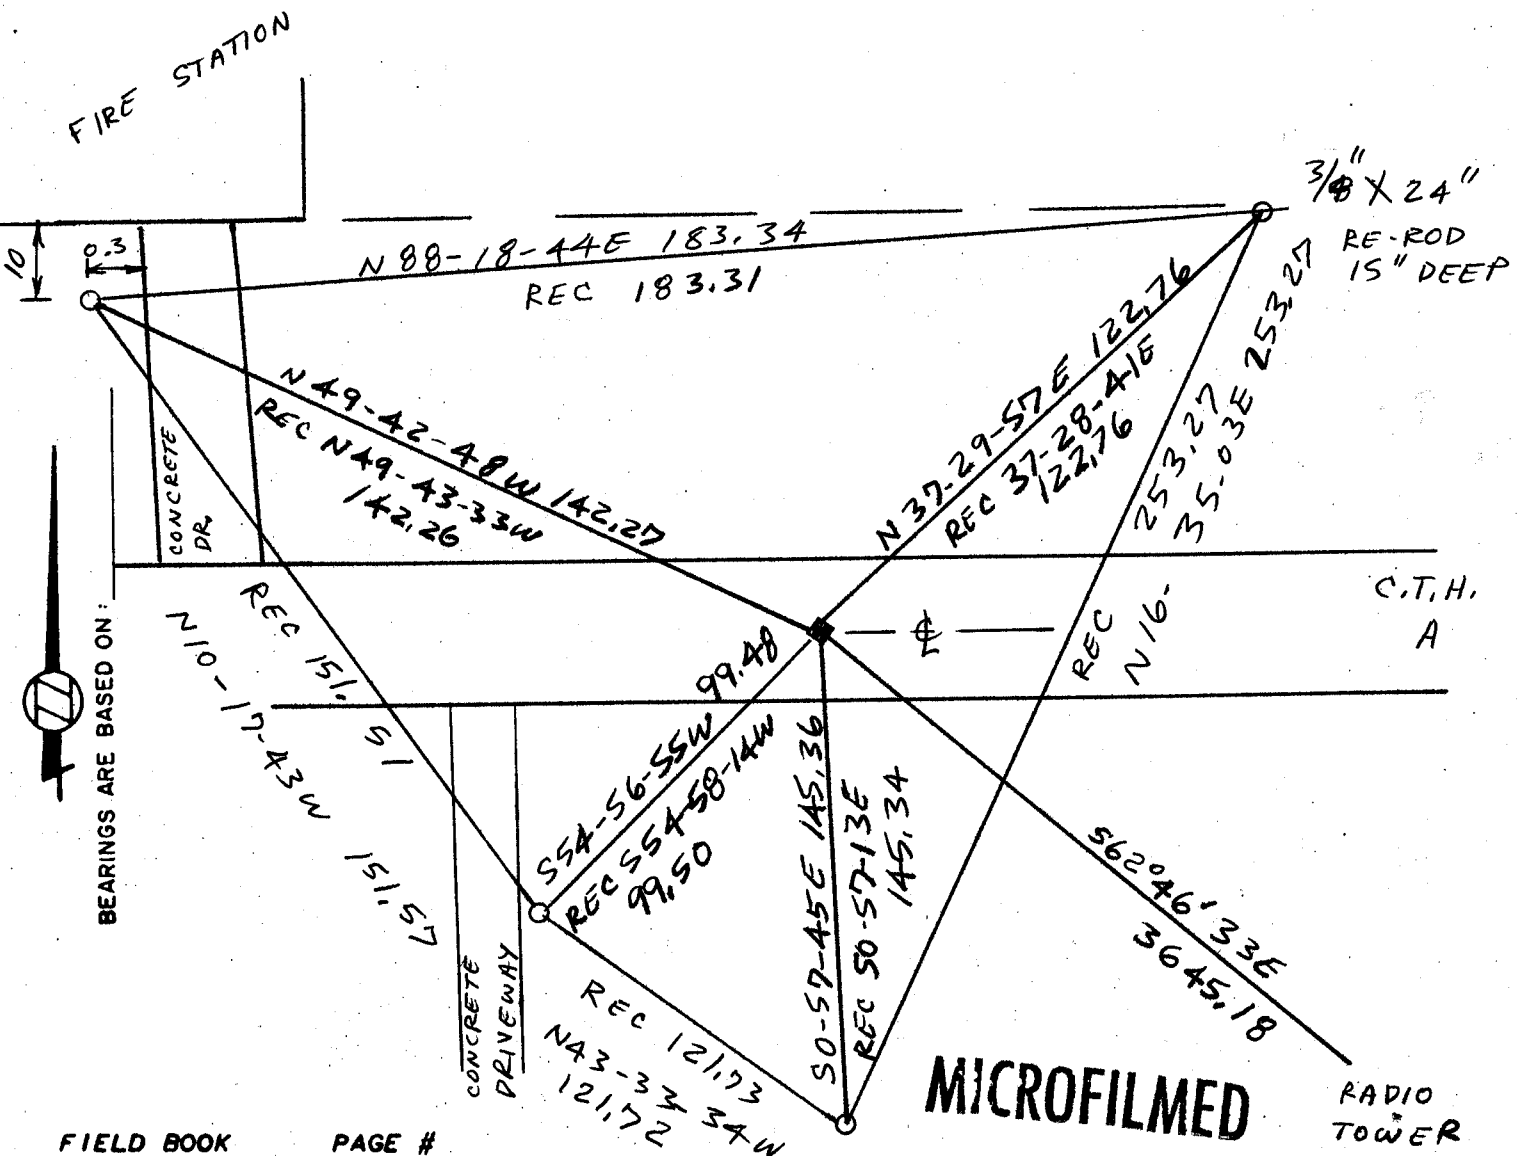 FIRE STATION
3/8" X 24"
RE-ROD
15" DEEP
10
0.3
N 88-18-44E 183.34
REC 183.31
N 49-42-48W 142.27
REC N49-43-33W
142.26
N 37-29-57E 122.76
REC 37-28-41E
122.76
REC 253.27
N16-35-03E 253.27
CONCRETE
DR.
C.T.H.
A
BEARINGS ARE BASED ON:
REC 151.51
N10-17-43W 151.57
99.48
S54-56-55W
REC S54-58-14W
99.50
S0-57-45E 145.36
REC S0-57-13E
145.34
S62°46'33E
3645.18
CONCRETE
DRIVEWAY
REC 121.73
N43-33-34W
121.72
MICROFILMED
RADIO
TOWER
FIELD BOOK PAGE #